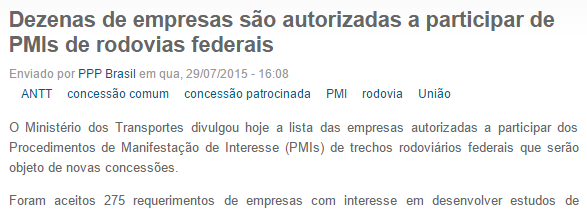 Dezenas de empresas são autorizadas a participar de
PMIs de rodovias federais
Enviado por PPP Brasil em qua, 29/07/2015 - 16:08
ANTT concessão comum concessão patrocinada PMI rodovia União
O Ministério dos Transportes divulgou hoje a lista das empresas autorizadas a participar dos
Procedimentos de Manifestação de Interesse (PMIs) de trechos rodoviários federais que serão
objeto de novas concessões.
Foram aceitos 275 requerimentos de empresas com interesse em desenvolver estudos de